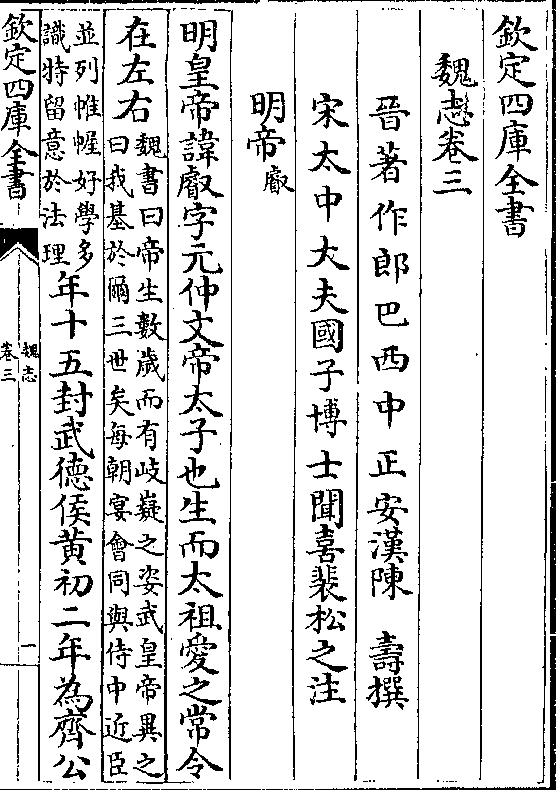 欽定四庫全書
魏志卷三
晉著作郎巴西中正安漢陳　壽撰
宋太中大夫國子博士聞喜裴松之注
明帝叡
明皇帝諱叡字元仲文帝太子也生而太祖愛之常令
在左右魏書曰帝生數歲而有岐嶷之姿武皇帝異之
曰我基於爾三世矣每朝宴會同與侍中近臣
並列帷幄好學多
識特留意於法理年十五封武德侯黃初二年為齊公
欽定四庫全書
魏志
卷三
一